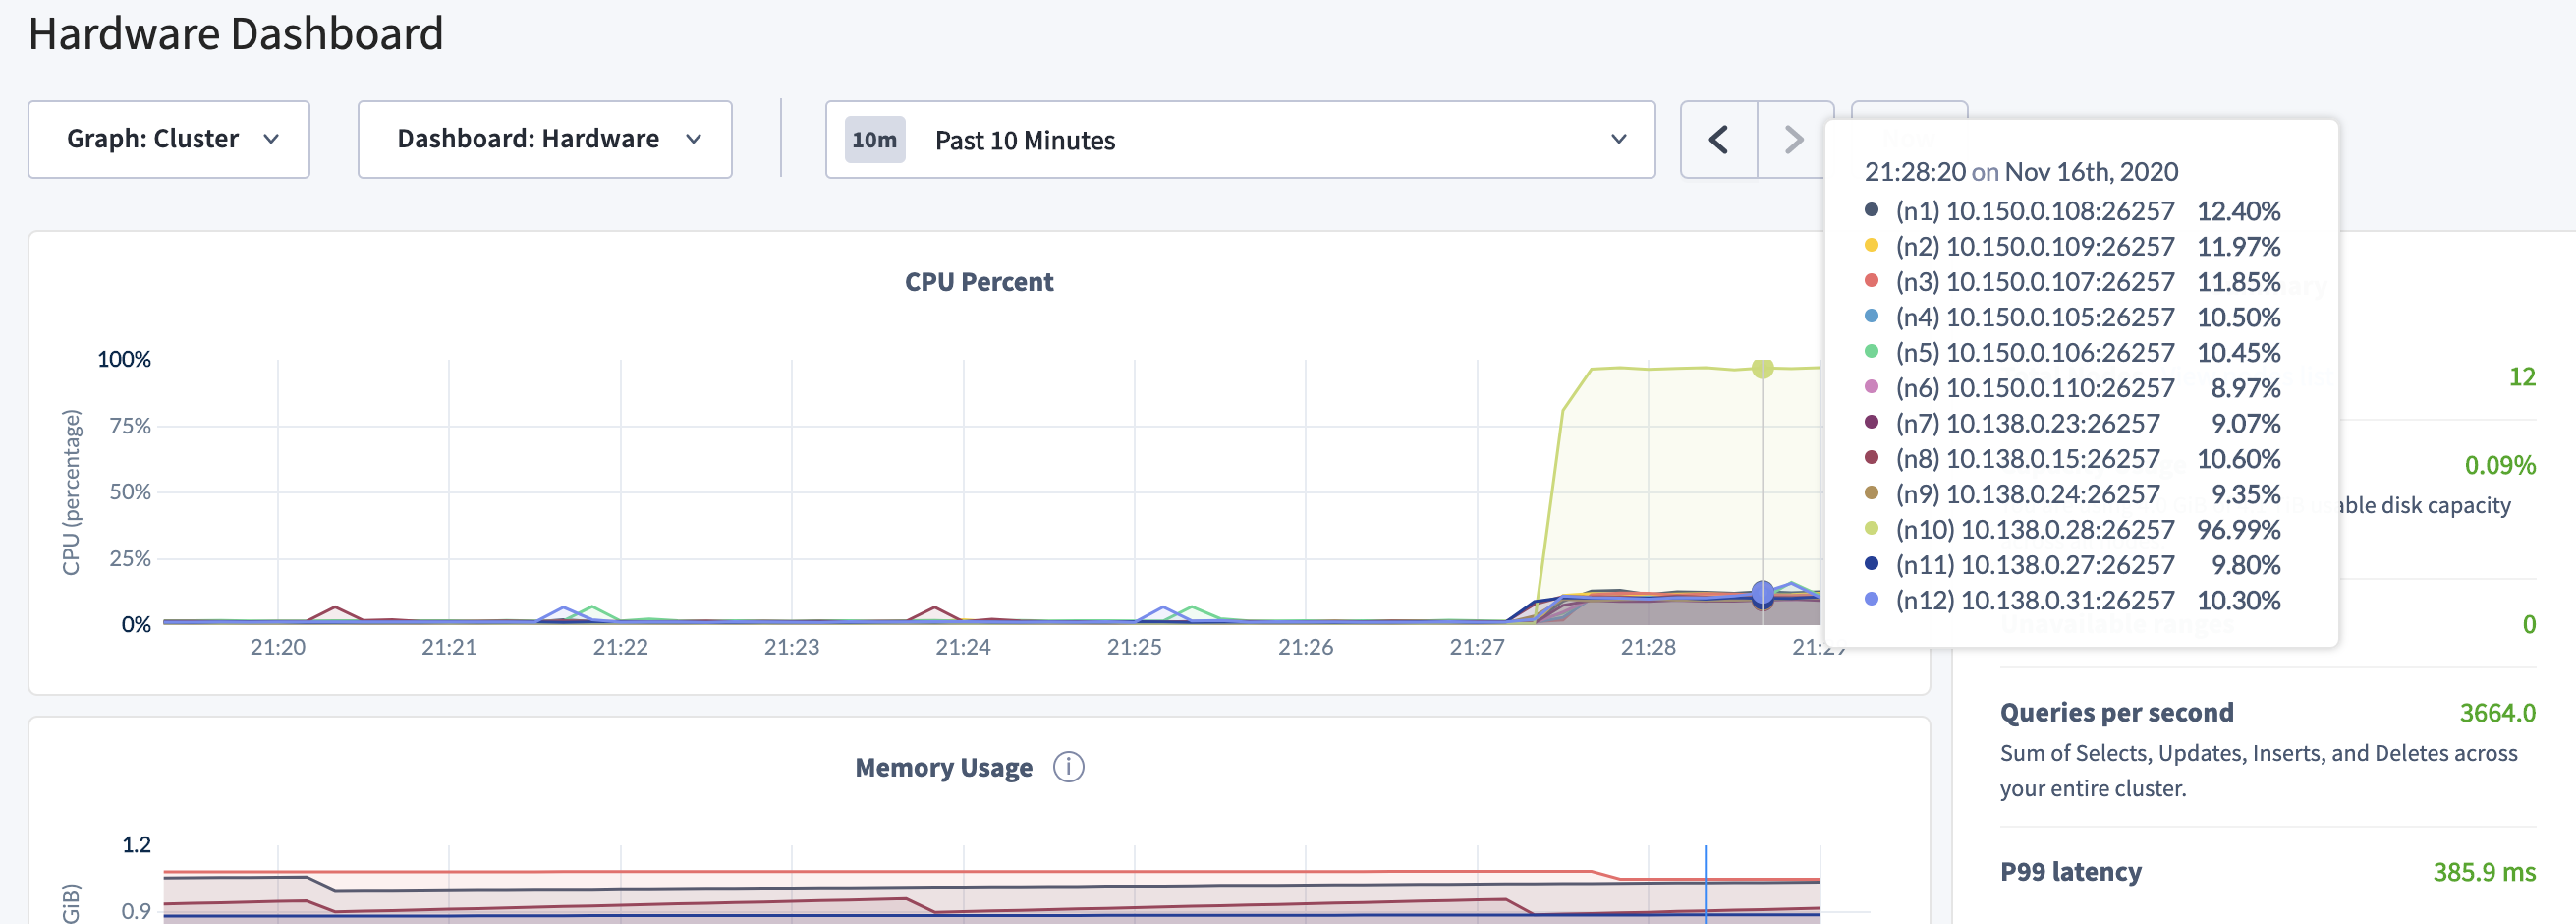 Hardware Dashboard
Graph: Cluster
Dashboard: Hardware
10m Past 10 Minutes
21:28:20 on Nov 16th, 2020
(n1) 10.150.0.108:26257 12.40%
(n2) 10.150.0.109:26257 11.97%
(n3) 10.150.0.107:26257 11.85%
(n4) 10.150.0.105:26257 10.50%
(n5) 10.150.0.106:26257 10.45%
(n6) 10.150.0.110:26257 8.97%
(n7) 10.138.0.23:26257 9.07%
(n8) 10.138.0.15:26257 10.60%
(n9) 10.138.0.24:26257 9.35%
(n10) 10.138.0.28:26257 96.99%
(n11) 10.138.0.27:26257 9.80%
(n12) 10.138.0.31:26257 10.30%
CPU Percent
CPU (percentage)
100%
75%
50%
25%
0%
21:20 21:21 21:22 21:23 21:24 21:25 21:26 21:27 21:28 21:29
12
0.09%
disk capacity
Unavailable ranges 0
Queries per second 3664.0
Sum of Selects, Updates, Inserts, and Deletes across
your entire cluster.
P99 latency 385.9 ms
Memory Usage
1.2
0.9
GiB)